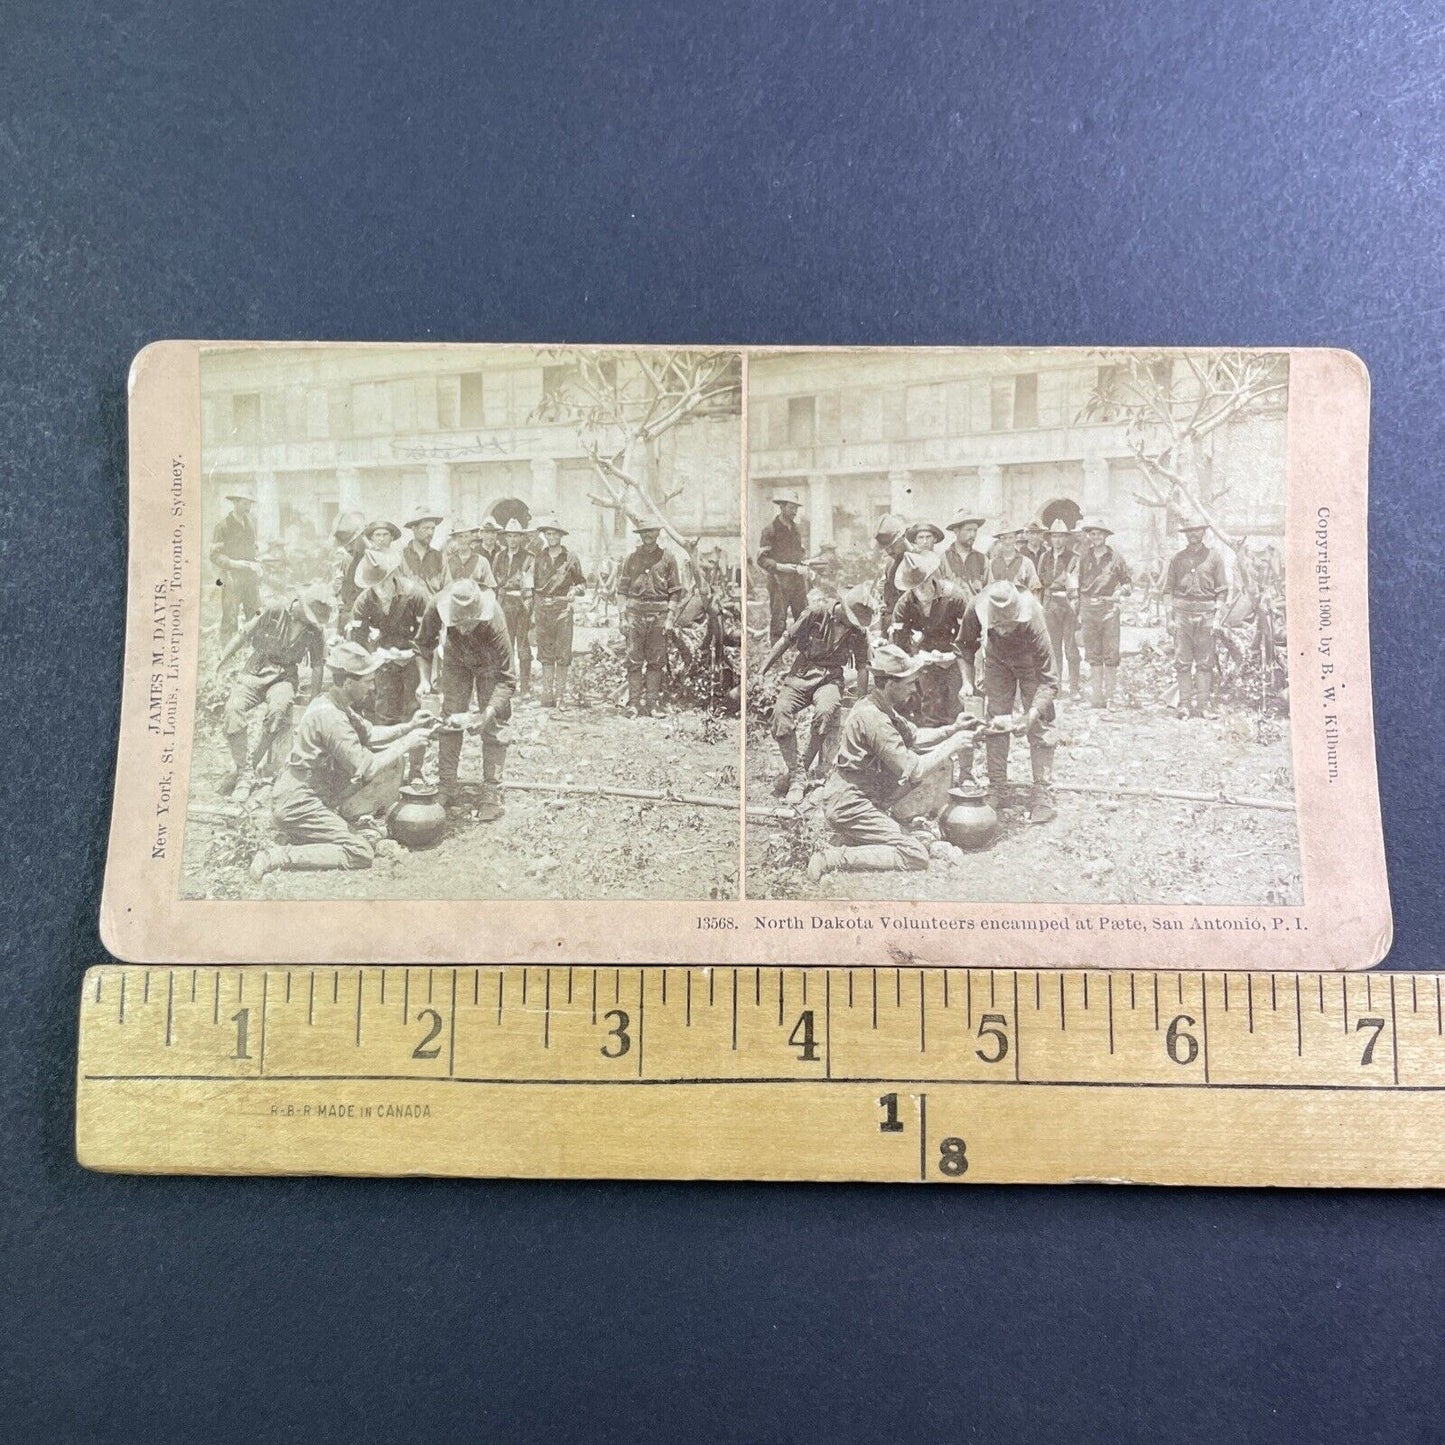 JAMES M. DAVIS,
New York, St. Louis, Liverpool, Toronto, Sydney.
Copyright 1900, by B. W. Kilburn.
13568. North Dakota Volunteers encamped at Pæte, San Antonió, P. I.
1 2 3 4 5 6 7
R-B-R MADE IN CANADA
1
8